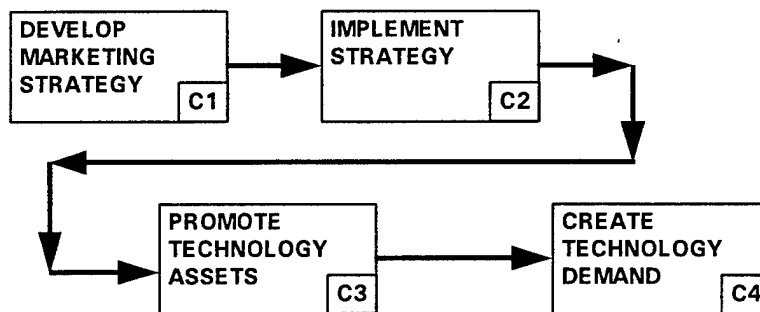 DEVELOP
MARKETING
STRATEGY
C1
IMPLEMENT
STRATEGY
C2
PROMOTE
TECHNOLOGY
ASSETS
C3
CREATE
TECHNOLOGY
DEMAND
C4